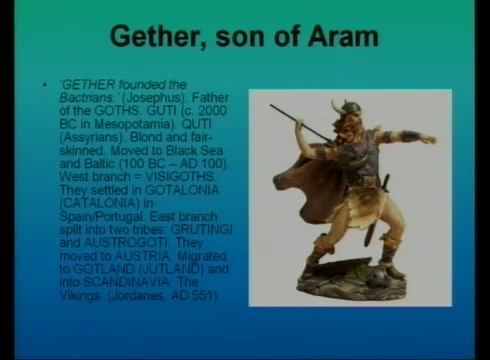 Gether, son of Aram
• 'GETHER founded the
Bactrians.' (Josephus). Father
of the GOTHS. GUTI (c. 2000
BC in Mesopotamia). QUTI
(Assyrians). Blond and fair-
skinned. Moved to Black Sea
and Baltic (100 BC – AD 100).
West branch = VISIGOTHS.
They settled in GOTALONIA
(CATALONIA) in
Spain/Portugal. East branch
split into two tribes: GRUTINGI
and AUSTROGOTI. They
moved to AUSTRIA. Migrated
to GOTLAND (JUTLAND) and
into SCANDINAVIA. The
Vikings. (Jordanes, AD 551)